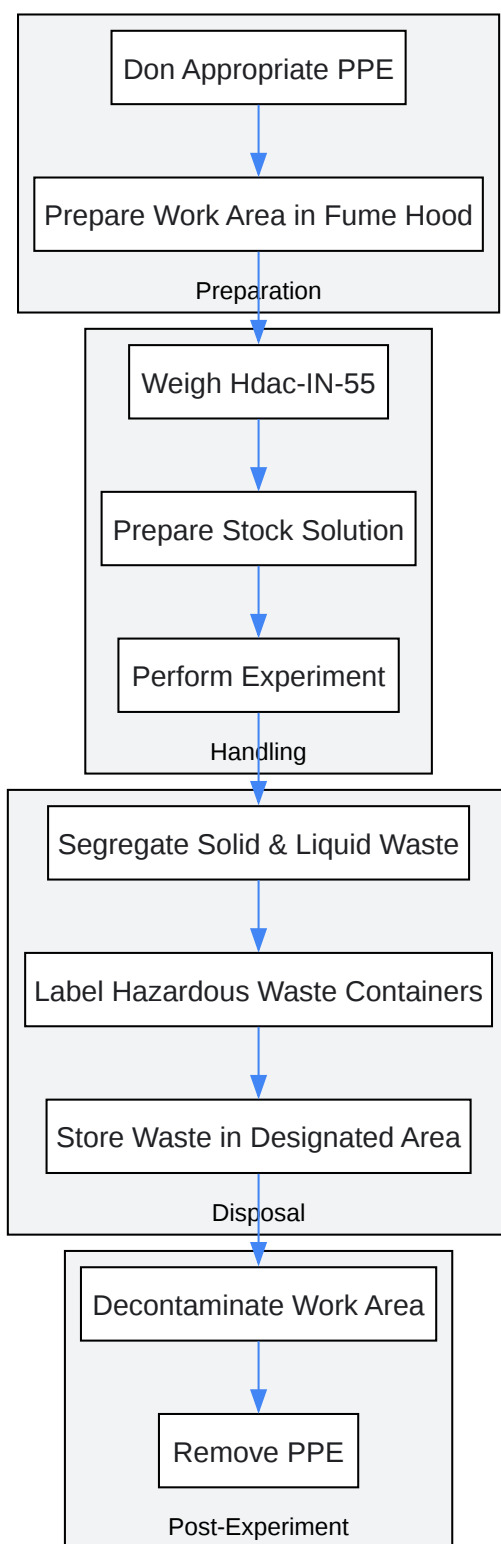 Don Appropriate PPE
Prepare Work Area in Fume Hood
Preparation
Weigh Hdac-IN-55
Prepare Stock Solution
Perform Experiment
Handling
Segregate Solid & Liquid Waste
Label Hazardous Waste Containers
Store Waste in Designated Area
Disposal
Decontaminate Work Area
Remove PPE
Post-Experiment